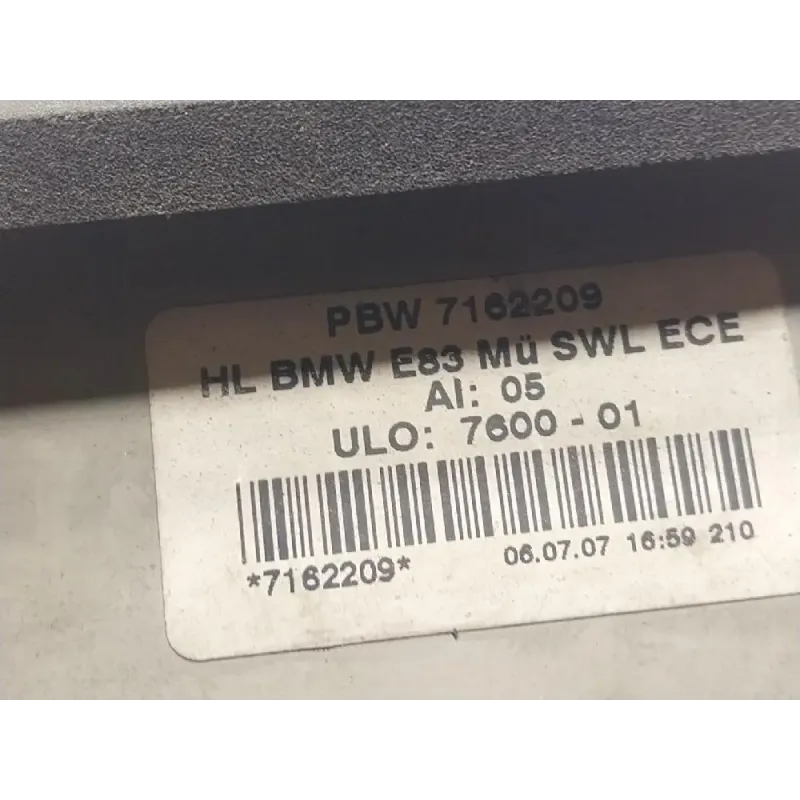 PBW 7162209
HL BMW E83 Mü SWL ECE
AI: 05
ULO: 7600 - 01
*7162209* 06.07.07 16:59 210